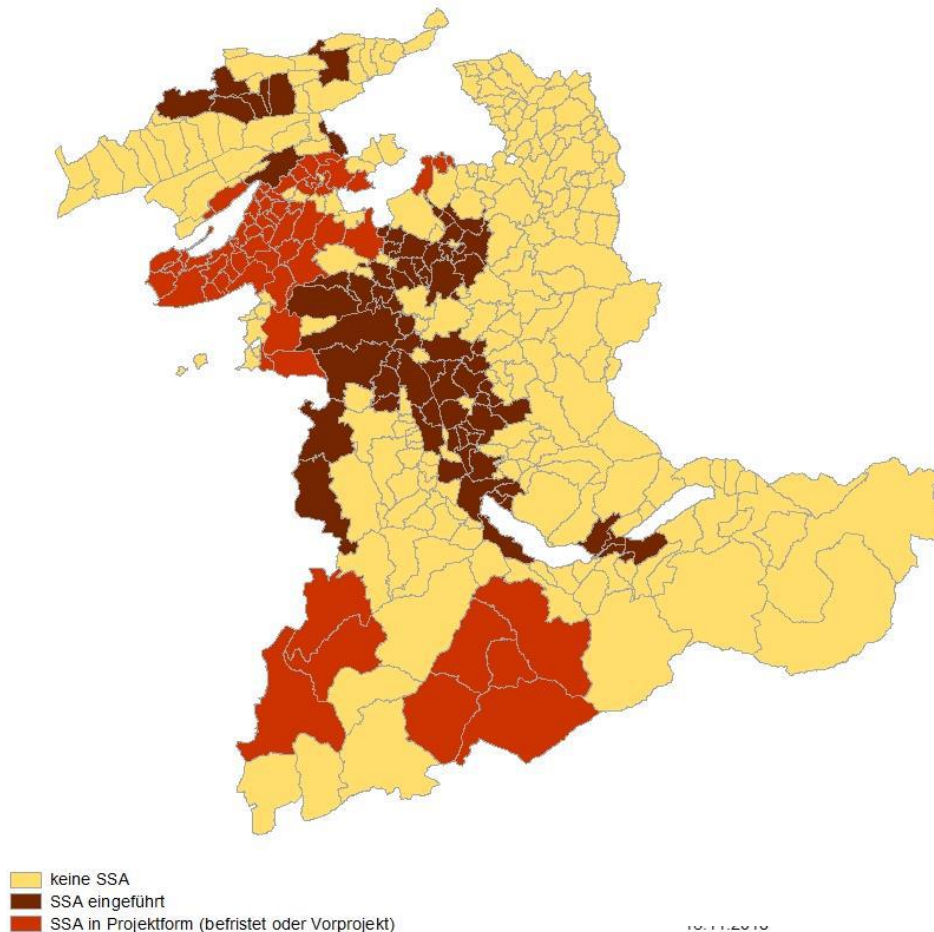 keine SSA
SSA eingeführt
SSA in Projektform (befristet oder Vorprojekt)